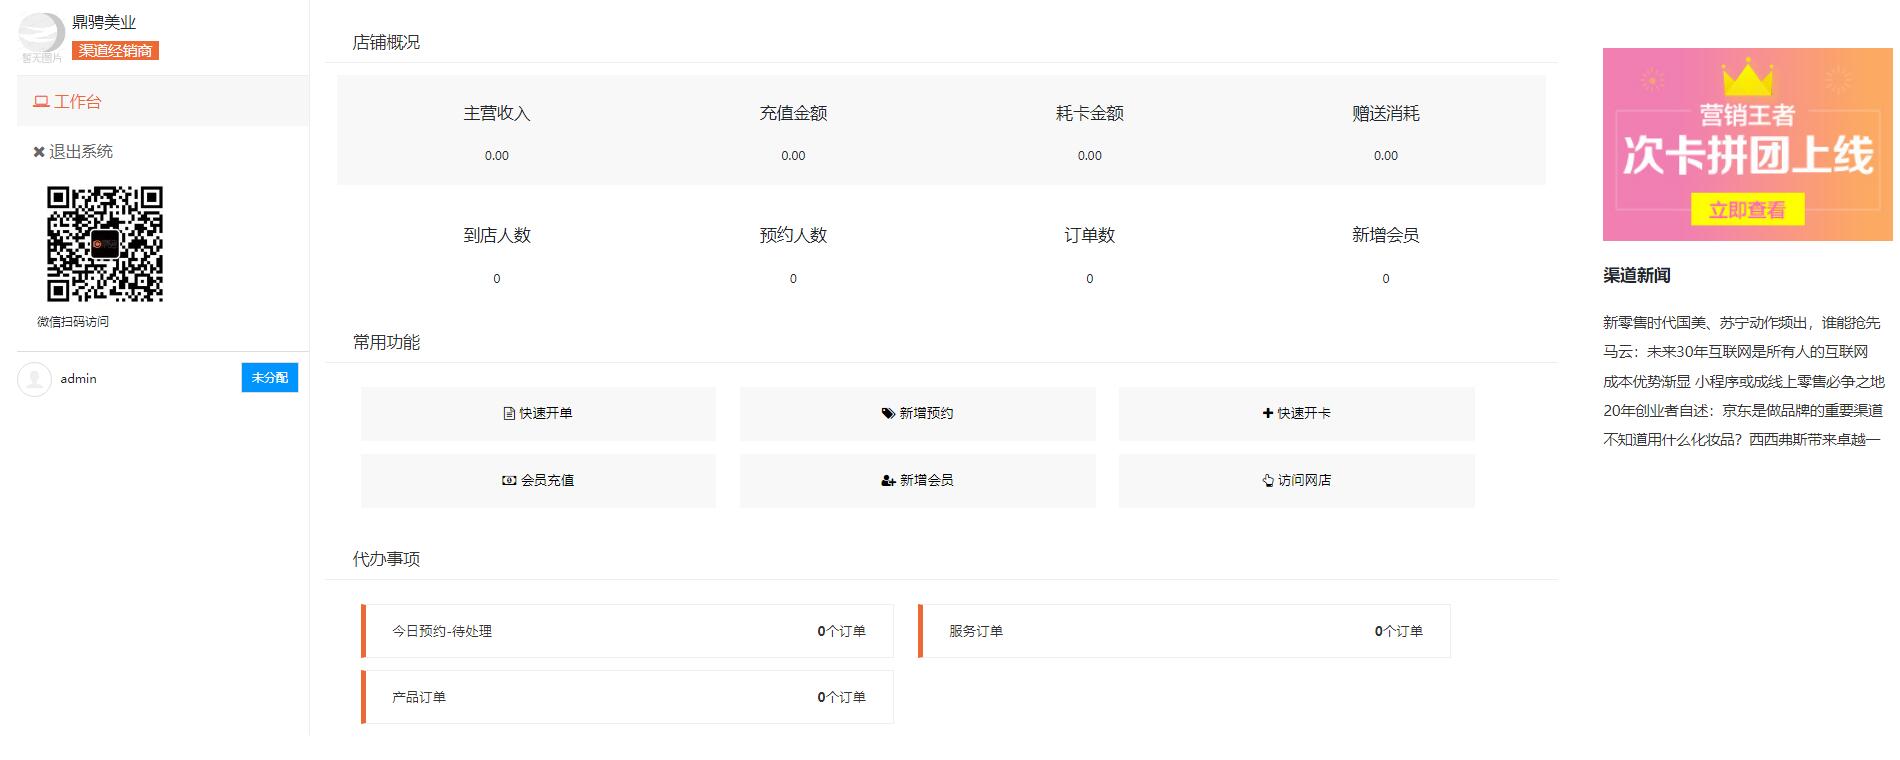 鼎骋美业
渠道经销商
暂无图片
工作台
退出系统
微信扫码访问
admin
未分配
店铺概况
主营收入
充值金额
耗卡金额
赠送消耗
0.00
0.00
0.00
0.00
到店人数
预约人数
订单数
新增会员
0
0
0
0
常用功能
快速开单
新增预约
快速开卡
会员充值
新增会员
访问网店
代办事项
今日预约-待处理
0个订单
服务订单
0个订单
产品订单
0个订单
营销王者
次卡拼团上线
立即查看
渠道新闻
新零售时代国美、苏宁动作频出，谁能抢先
马云：未来30年互联网是所有人的互联网
成本优势渐显 小程序或成线上零售必争之地
20年创业者自述：京东是做品牌的重要渠道
不知道用什么化妆品？西西弗斯带来卓越一